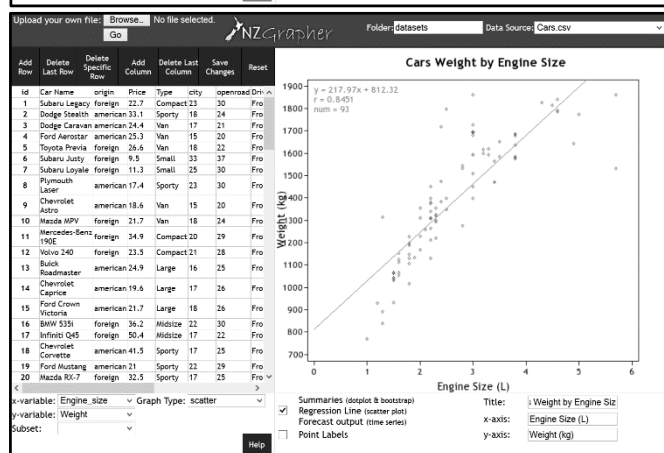 Upload your own file: Browse.. No file selected.
Go
NZGrapher
Folder: datasets
Data Source: Cars.csv
Add Row
Delete Last Row
Delete Specific Row
Add Column
Delete Last Column
Save Changes
Reset
id Car Name origin Price Type city openroad Driv
1 Subaru Legacy foreign 22.7 Compact 23 30 Fro
2 Dodge Stealth american 33.1 Sporty 18 24 Fro
3 Dodge Caravan american 24.4 Van 17 21 Fro
4 Ford Aerostar american 25.3 Van 15 20 Fro
5 Toyota Previa foreign 26.6 Van 18 22 Fro
6 Subaru Justy foreign 9.5 Small 33 37 Fro
7 Subaru Loyale foreign 11.3 Small 25 30 Fro
8 Plymouth Laser american 17.4 Sporty 23 30 Fro
9 Chevrolet Astro american 18.6 Van 15 20 Fro
10 Mazda MPV foreign 21.7 Van 18 24 Fro
11 Mercedes-Benz 190E foreign 34.9 Compact 20 29 Fro
12 Volvo 240 foreign 23.5 Compact 21 28 Fro
13 Buick Roadmaster american 24.9 Large 16 25 Fro
14 Chevrolet Caprice american 19.6 Large 17 26 Fro
15 Ford Crown Victoria american 21.7 Large 18 26 Fro
16 BMW 535i foreign 36.2 Midsize 22 30 Fro
17 Infiniti Q45 foreign 50.4 Midsize 17 22 Fro
18 Chevrolet Corvette american 41.5 Sporty 17 25 Fro
19 Ford Mustang american 21 Sporty 22 29 Fro
20 Mazda RX-7 foreign 32.5 Sporty 17 25 Fro
x-variable: Engine_size Graph Type: scatter
y-variable: Weight
Subset:
Help
Cars Weight by Engine Size
y = 217.97x + 812.32
r = 0.8451
num = 93
Weight (kg)
1900
1800
1700
1600
1500
1400
1300
1200
1100
1000
900
800
700
0 1 2 3 4 5 6
Engine Size (L)
Summaries (dotplot & bootstrap)
Regression Line (scatter plot)
Forecast output (time series)
Point Labels
Title: s Weight by Engine Siz
x-axis: Engine Size (L)
y-axis: Weight (kg)